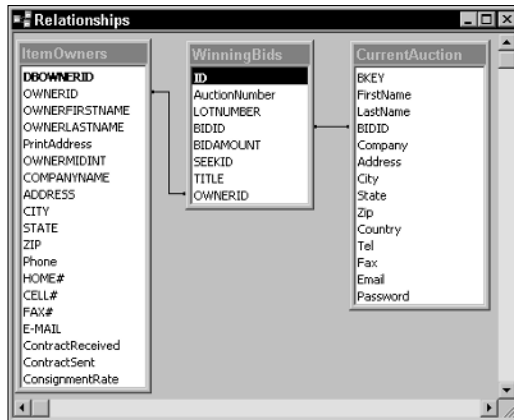 Relationships
ItemOwners
DBOWNERID
OWNERID
OWNERFIRSTNAME
OWNERLASTNAME
PrintAddress
OWNERMIDINT
COMPANYNAME
ADDRESS
CITY
STATE
ZIP
Phone
HOME#
CELL#
FAX#
E-MAIL
ContractReceived
ContractSent
ConsignmentRate
WinningBids
ID
AuctionNumber
LOTNUMBER
BIDID
BIDAMOUNT
SEEKID
TITLE
OWNERID
CurrentAuction
BKEY
FirstName
LastName
BIDID
Company
Address
City
State
Zip
Country
Tel
Fax
Email
Password